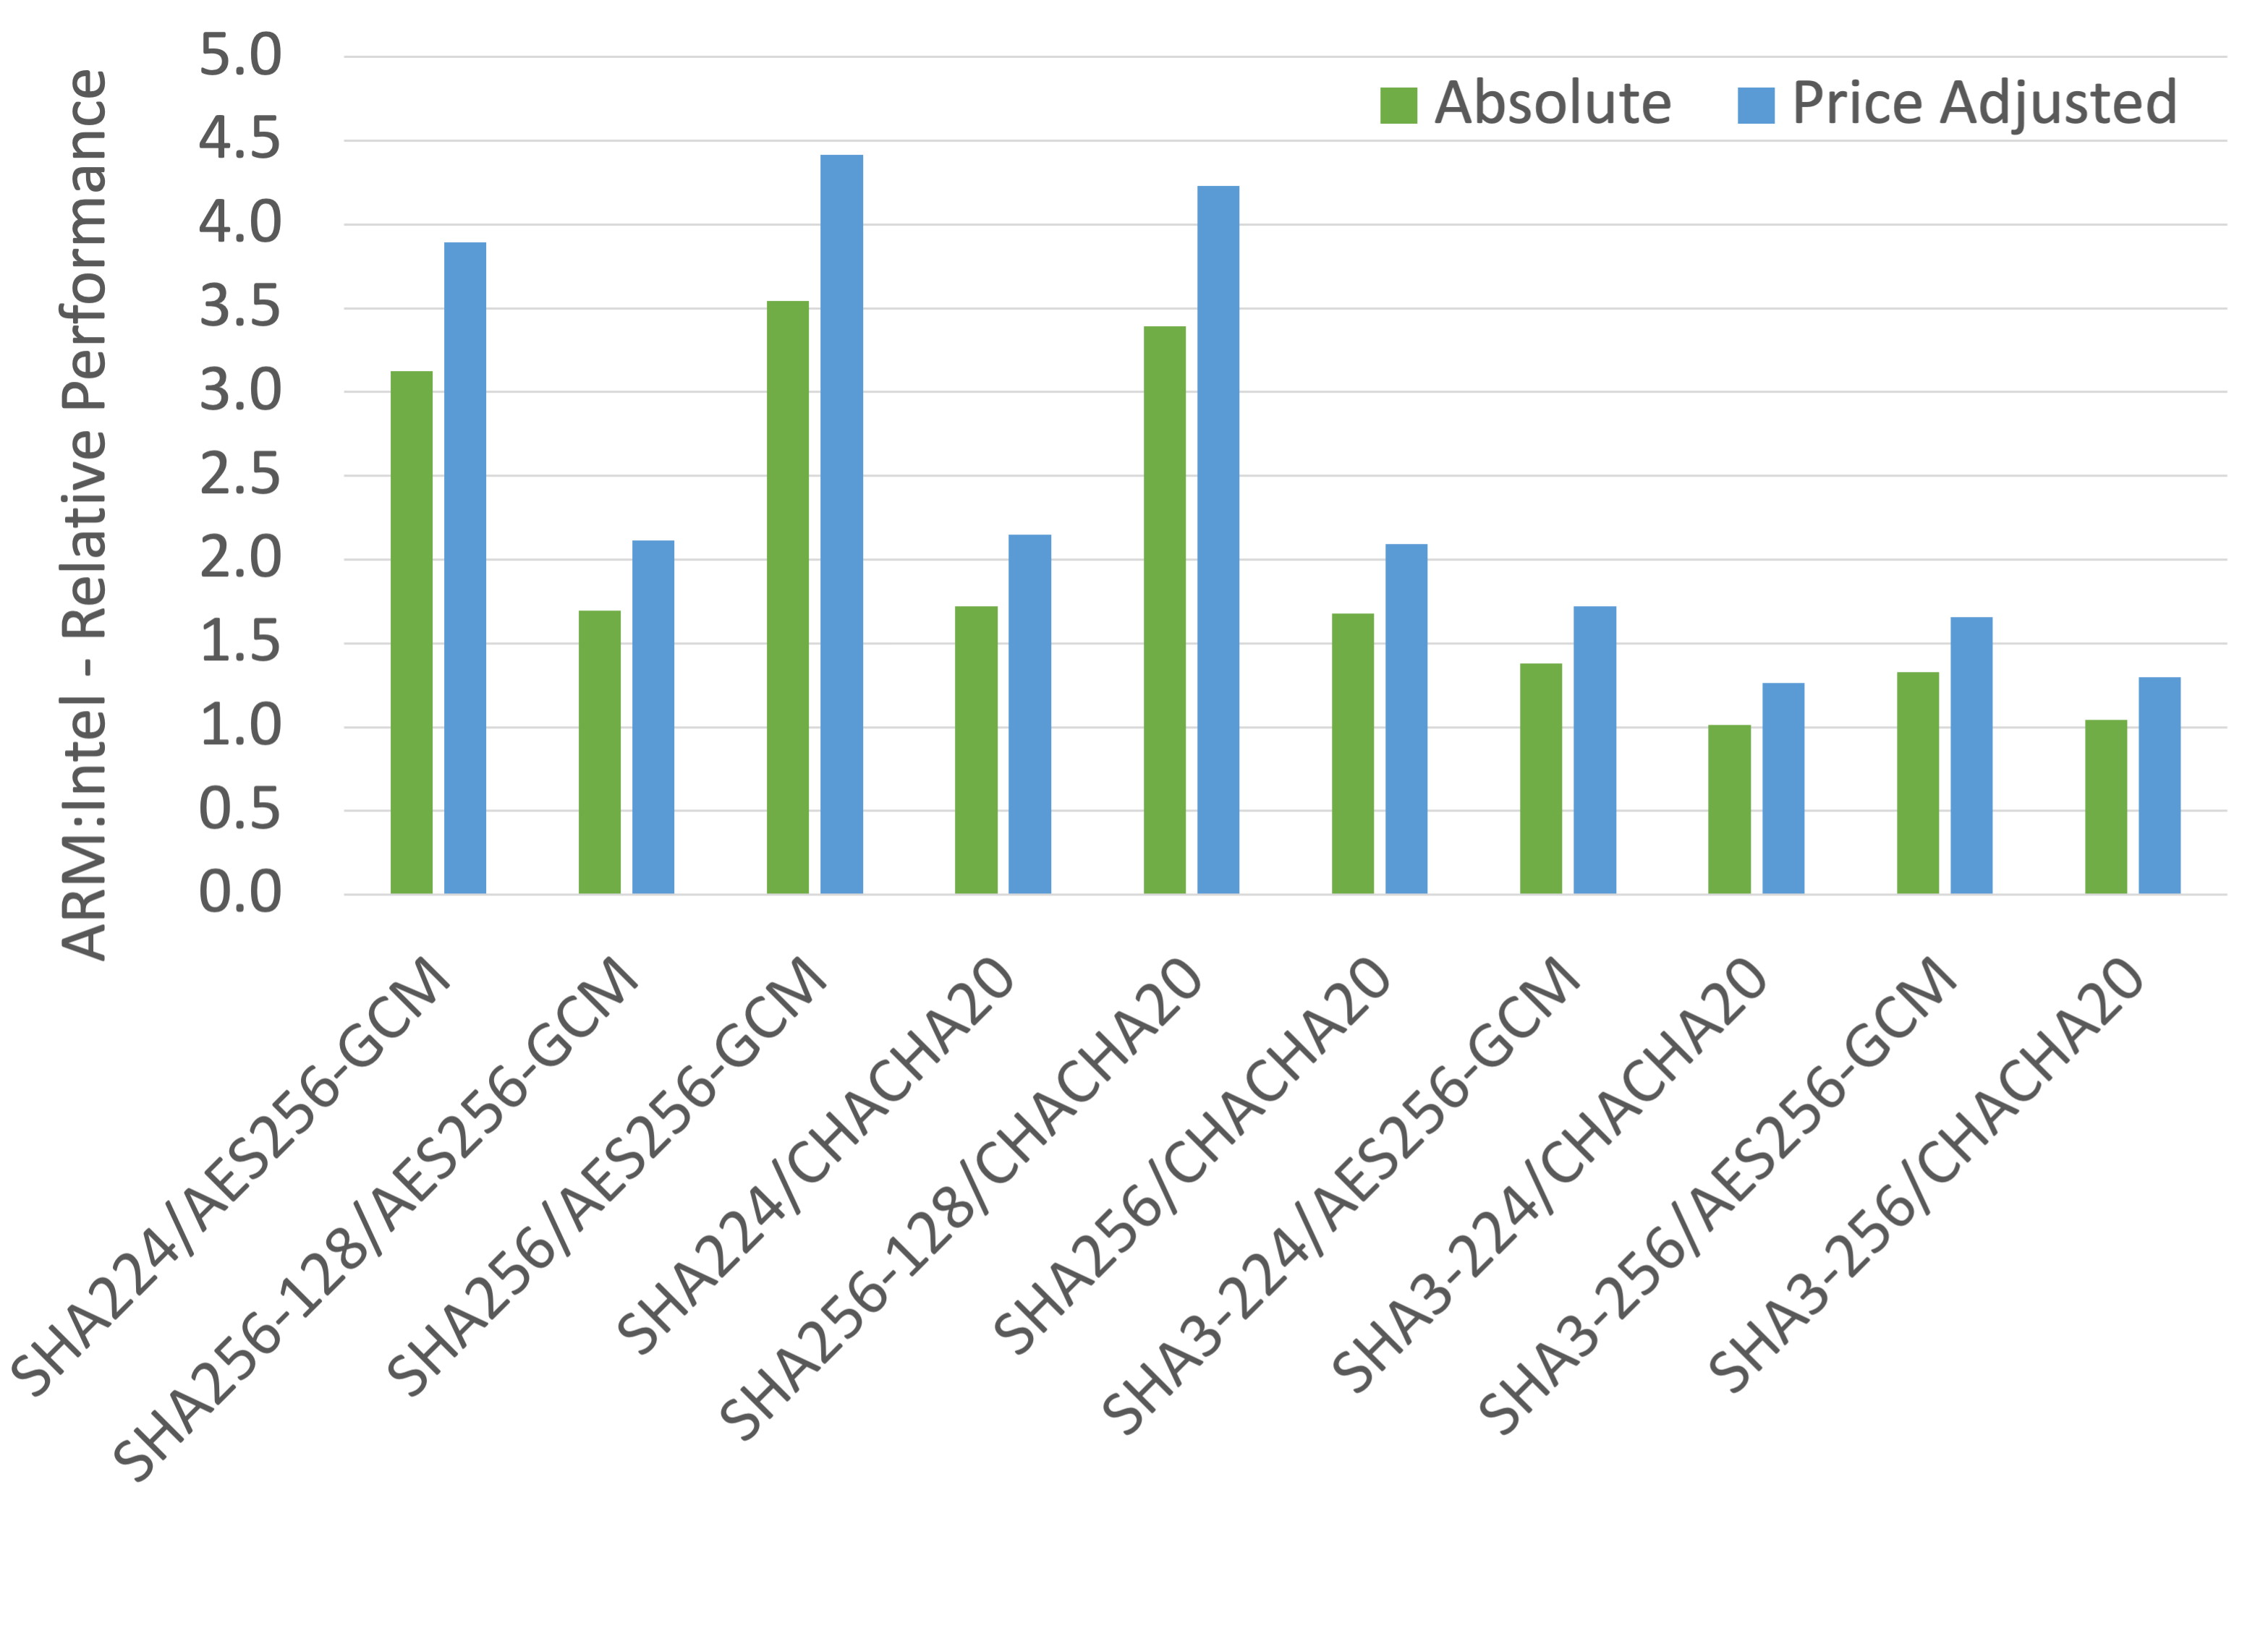 ARM:Intel - Relative Performance
5.0
4.5
4.0
3.5
3.0
2.5
2.0
1.5
1.0
0.5
0.0
Absolute
Price Adjusted
SHA224/AES256-GCM
SHA256-128/AES256-GCM
SHA256/AES256-GCM
SHA224/CHACHA20
SHA256-128/CHACHA20
SHA256/CHACHA20
SHA3-224/AES256-GCM
SHA3-224/CHACHA20
SHA3-256/AES256-GCM
SHA3-256/CHACHA20